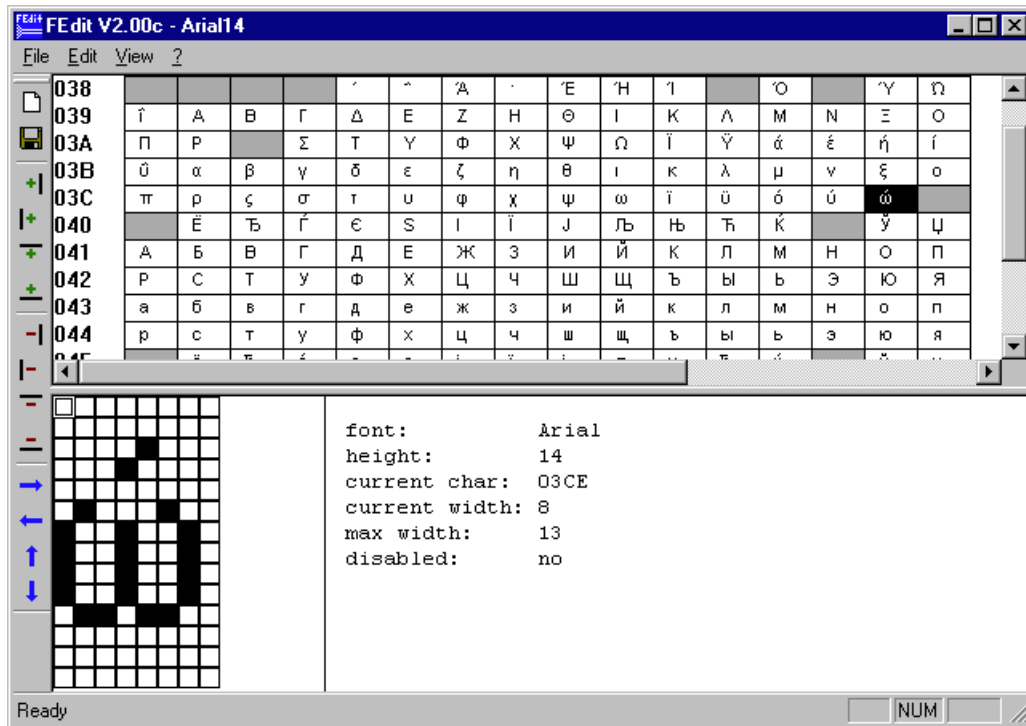 FEdit FEdit V2.00c - Arial14
File Edit View ?
038 ΄ ΅ Ά · Έ Ή Ί Ό Ύ Ώ
039 ΐ Α Β Γ Δ Ε Ζ Η Θ Ι Κ Λ Μ Ν Ξ Ο
03A Π Ρ Σ Τ Υ Φ Χ Ψ Ω Ϊ Ϋ ά έ ή ί
03B ΰ α β γ δ ε ζ η θ ι κ λ μ ν ξ ο
03C π ρ ς σ τ υ φ χ ψ ω ϊ ϋ ό ύ ώ
040 Ё Ђ Ѓ Є Ѕ І Ї Ј Љ Њ Ћ Ќ Ў Џ
041 А Б В Г Д Е Ж З И Й К Л М Н О П
042 Р С Т У Ф Х Ц Ч Ш Щ Ъ Ы Ь Э Ю Я
043 а б в г д е ж з и й к л м н о п
044 р с т у ф х ц ч ш щ ъ ы ь э ю я
font: Arial
height: 14
current char: 03CE
current width: 8
max width: 13
disabled: no
Ready NUM